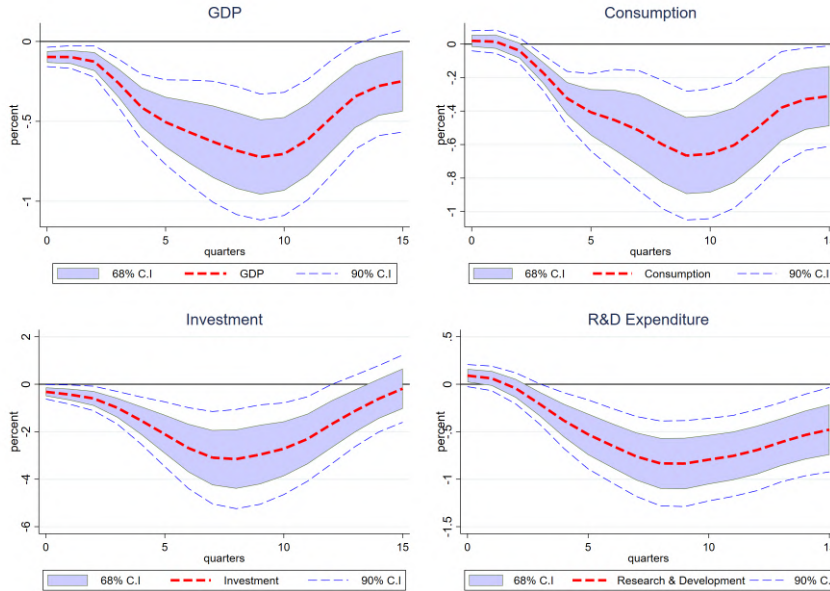 GDP
percent
0
-.5
-1
0 5 10 15
quarters
68% C.I GDP 90% C.I
Consumption
percent
0
-.2
-.4
-.6
-.8
-1
0 5 10 15
quarters
68% C.I Consumption 90% C.I
Investment
percent
2
0
-2
-4
-6
0 5 10 15
quarters
68% C.I Investment 90% C.I
R&D Expenditure
percent
.5
0
-.5
-1
-1.5
0 5 10 15
quarters
68% C.I Research & Development 90% C.I